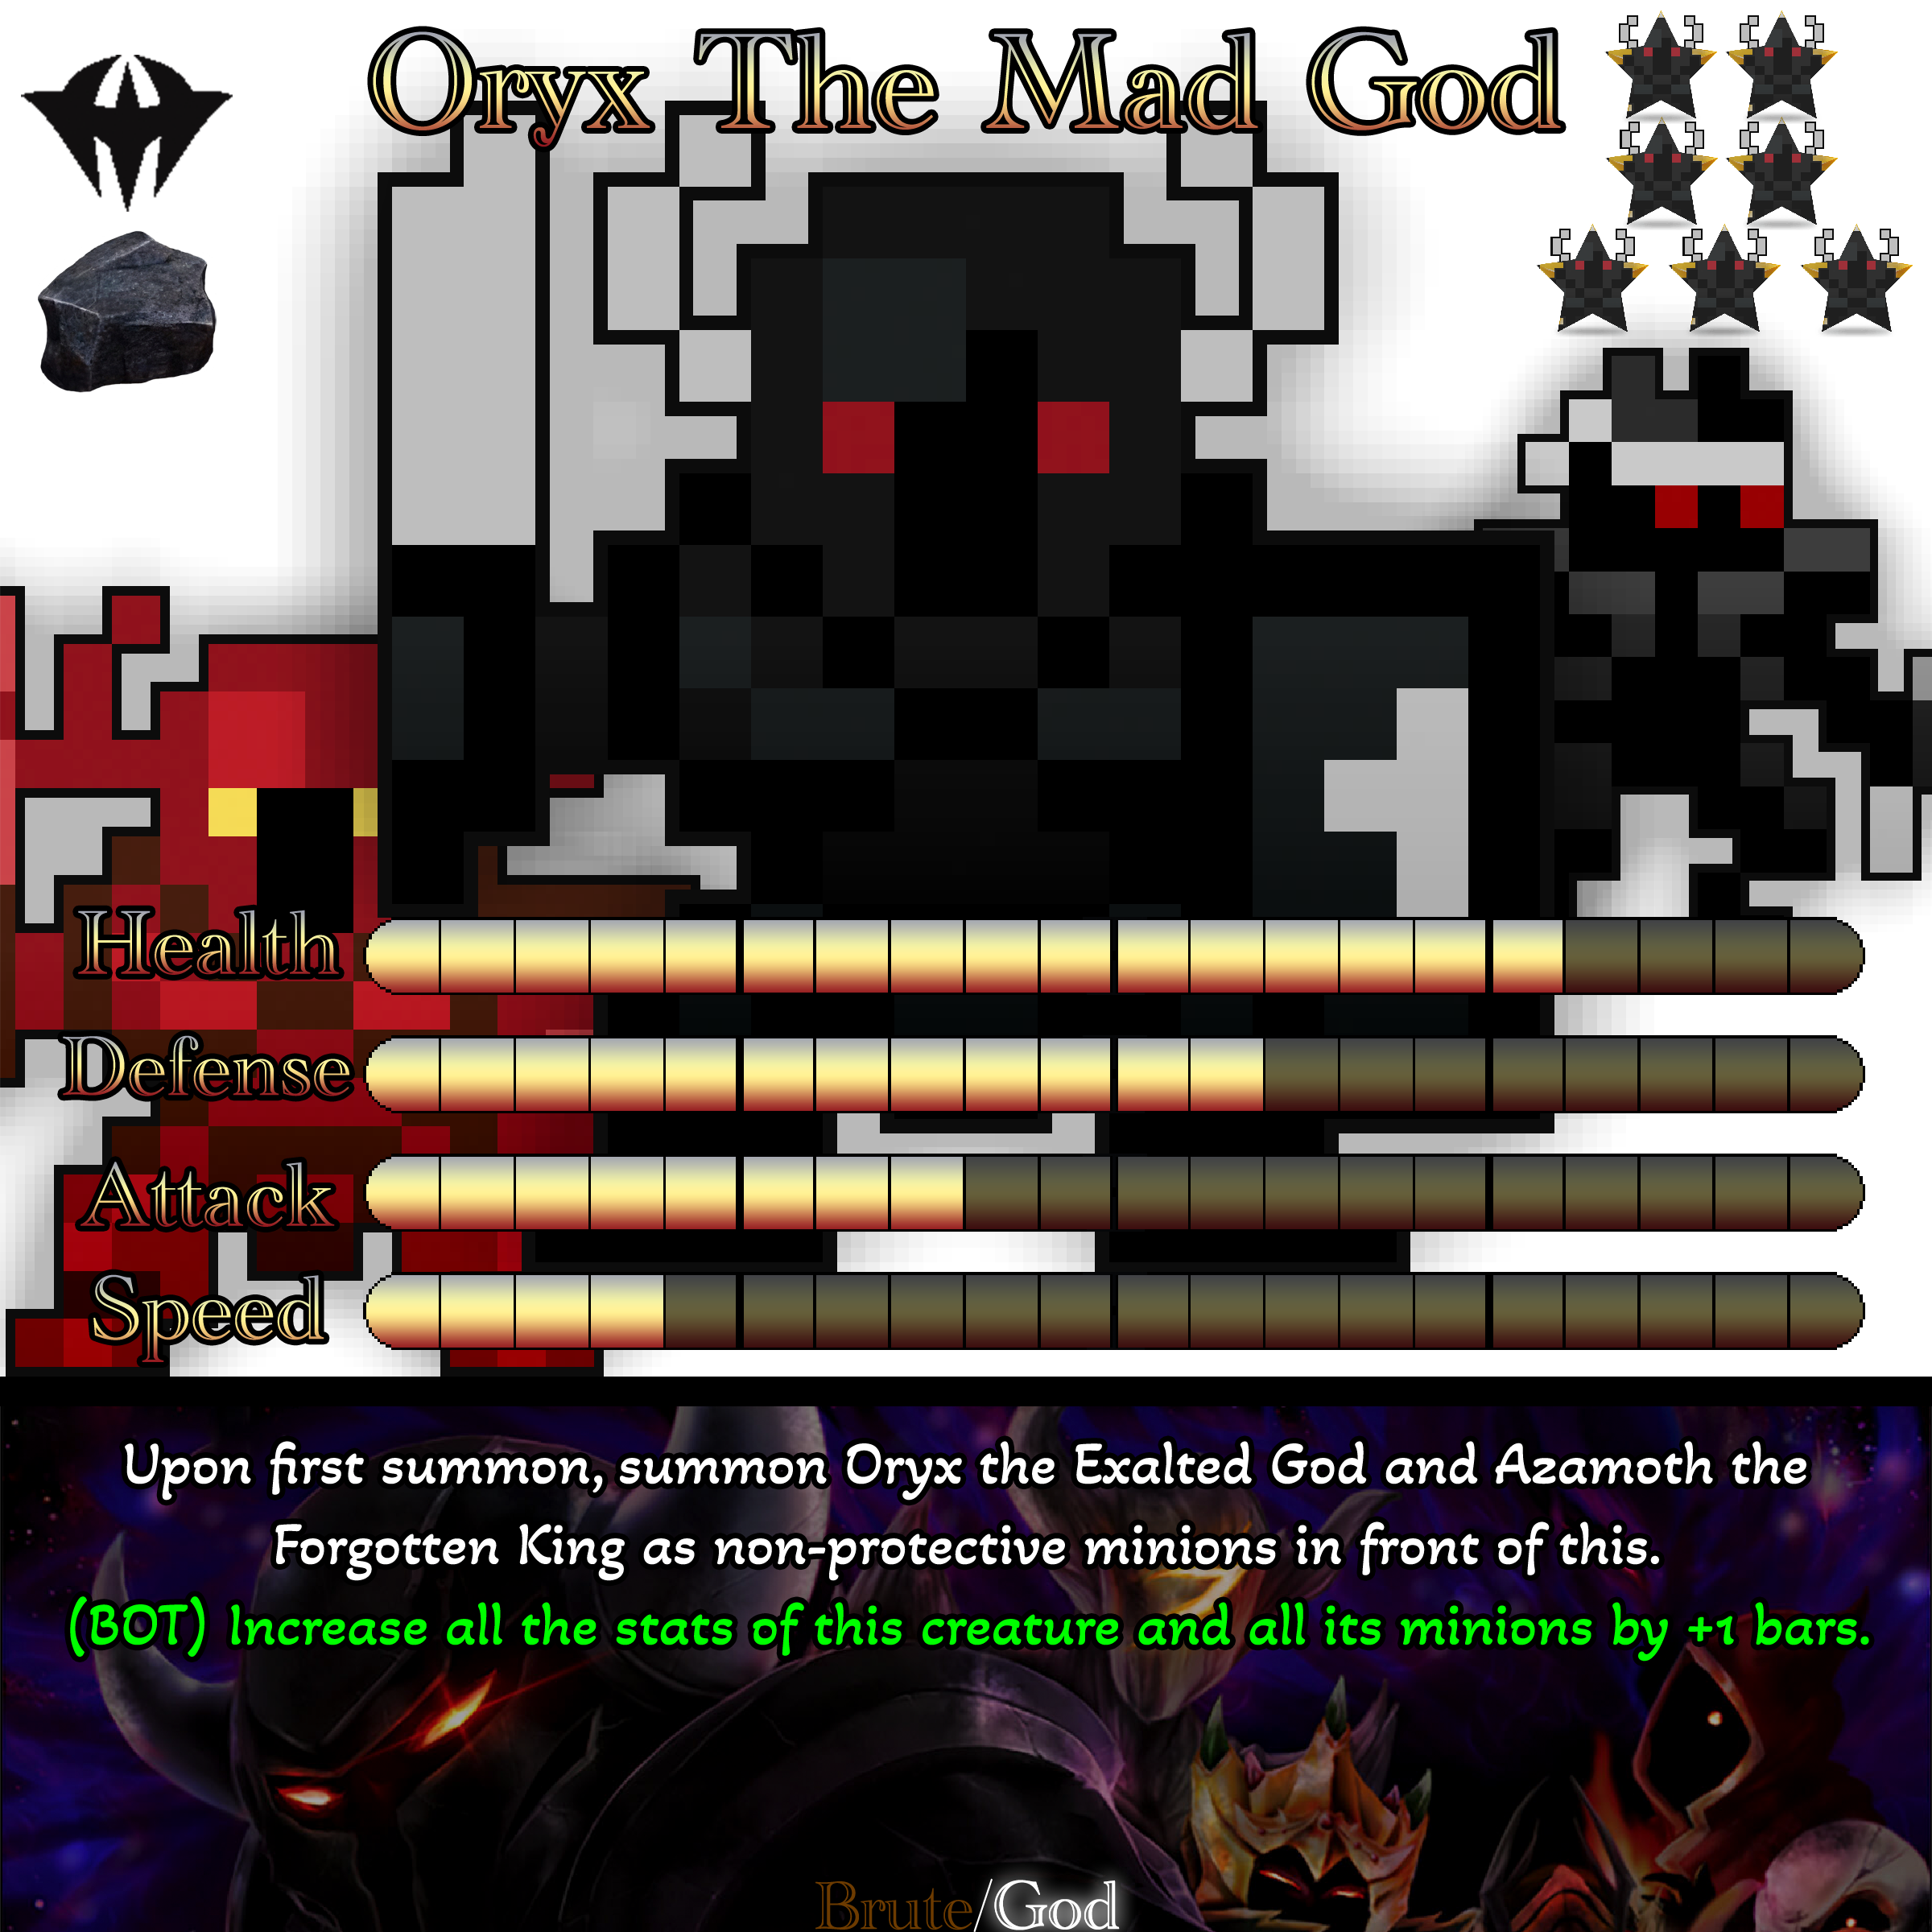 Oryx The Mad God
Health
Defense
Attack
Speed
Upon first summon, summon Oryx the Exalted God and Azamoth the
Forgotten King as non-protective minions in front of this.
(BOT) Increase all the stats of this creature and all its minions by +1 bars.
Brute/God